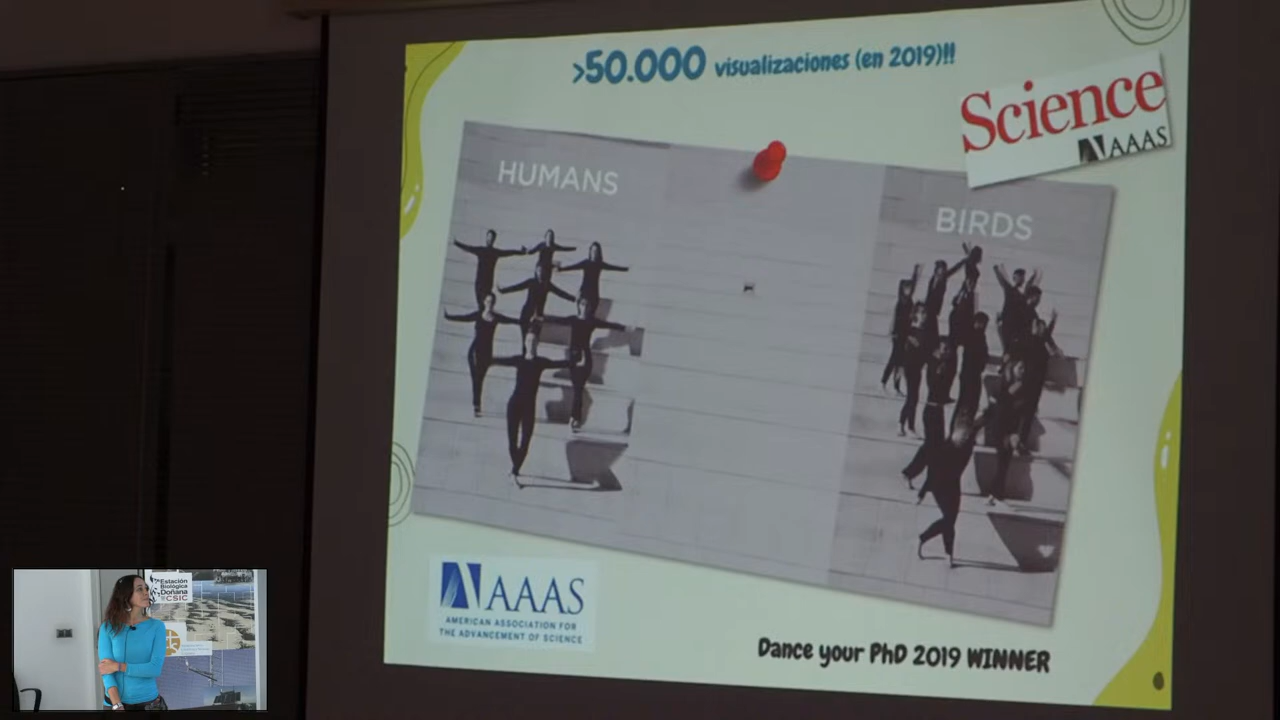 >50.000 visualizaciones (en 2019)!!
Science
AAAS
HUMANS
BIRDS
AAAS
AMERICAN ASSOCIATION FOR
THE ADVANCEMENT OF SCIENCE
Dance your PhD 2019 WINNER
Estación
Biológica
Doñana
CSIC